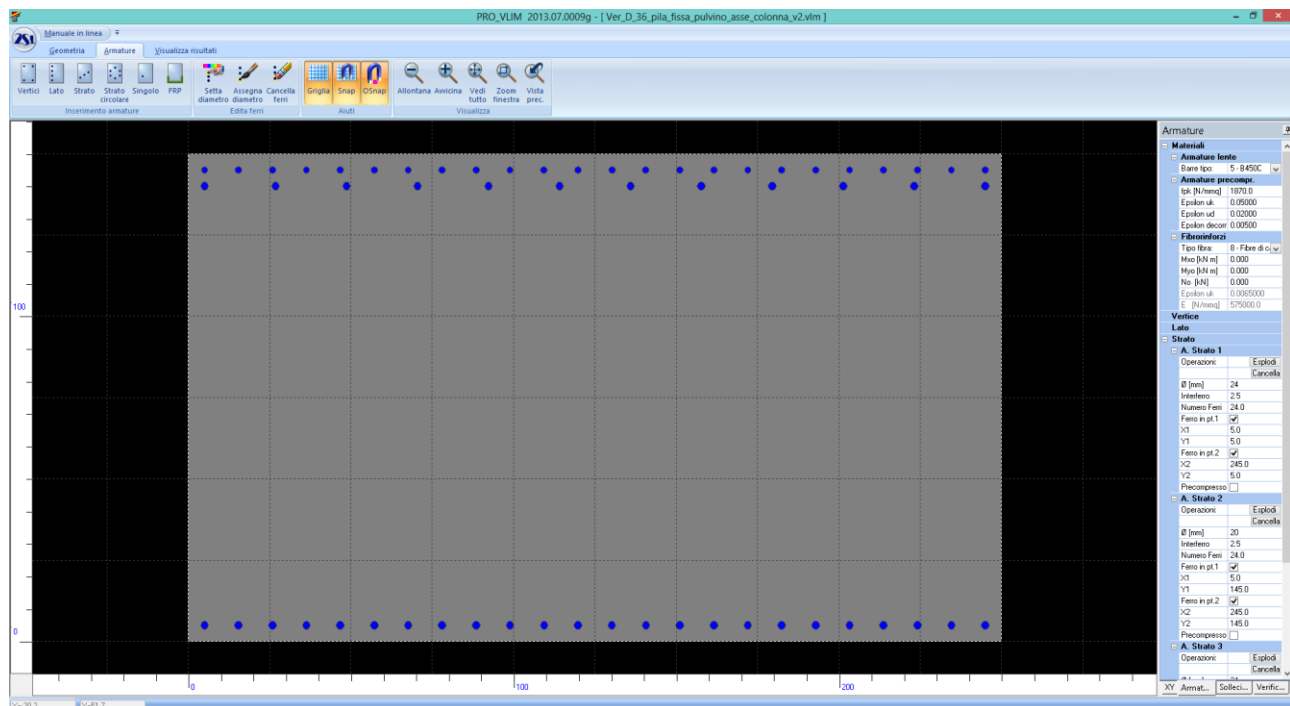 PRO_VLIM 2013.07.0009g - [ Ver_D_36_pila_fissa_pulvino_asse_colonna_v2.vlm ]
2SI
Manuale in linea
Geometria Armature Visualizza risultati
Vertici Lato Strato Strato circolare Singolo FRP Setta diametro Assegna diametro Cancella ferri Griglia Snap OSnap Allontana Avvicina Vedi tutto Zoom finestra Vista prec.
Inserimento armature Edita ferri Aiuti Visualizza
100
0
0 100 200
Armature
Materiali
Armature lente
Barre tipo: 5 - B450C
Armature precompr.
fpk [N/mmq] 1870.0
Epsilon uk 0.05000
Epsilon ud 0.02000
Epsilon decom 0.00500
Fibrorinforzi
Tipo fibra: 8 - Fibre di c
Mxo [kN m] 0.000
Myo [kN m] 0.000
No [kN] 0.000
Epsilon uk 0.0065000
E [N/mmq] 575000.0
Vertice
Lato
Strato
A. Strato 1
Operazioni: Esplodi
Cancella
Ø [mm] 24
Interferro 2.5
Numero Ferri 24.0
Ferro in pt.1
X1 5.0
Y1 5.0
Ferro in pt.2
X2 245.0
Y2 5.0
Precompresso
A. Strato 2
Operazioni: Esplodi
Cancella
Ø [mm] 20
Interferro 2.5
Numero Ferri 24.0
Ferro in pt.1
X1 5.0
Y1 145.0
Ferro in pt.2
X2 245.0
Y2 145.0
Precompresso
A. Strato 3
Operazioni: Esplodi
Cancella
XY Armat... Solleci... Verific...